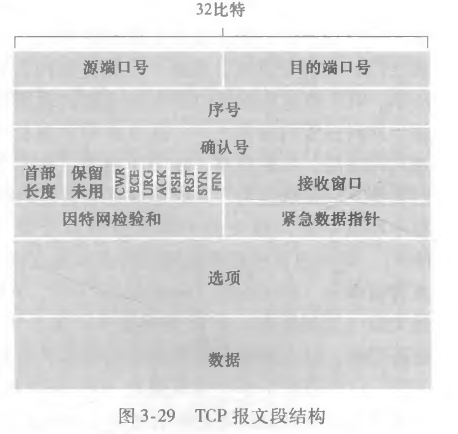 32比特
源端口号 目的端口号
序号
确认号
首部 保留 CWR ECE URG ACK PSH RST SYN FIN 接收窗口
长度 未用
因特网检验和 紧急数据指针
选项
数据
图 3-29 TCP 报文段结构